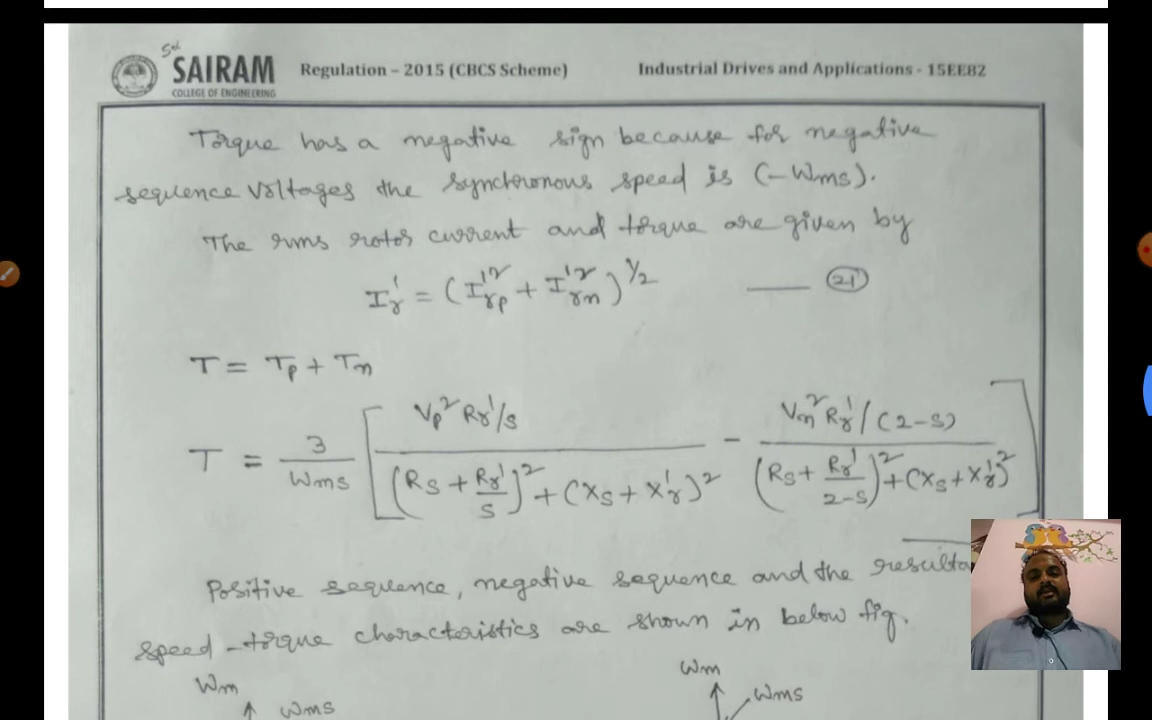 Sri
SAIRAM
COLLEGE OF ENGINEERING
Regulation – 2015 (CBCS Scheme)
Industrial Drives and Applications - 15EE82
Torque has a negative sign because for negative
sequence voltages the synchronous speed is (-Wms).
The rms rotor current and torque are given by
Ir' = (I'rp² + I'rn²)^1/2 —— (21)
T = Tp + Tn
T = 3/Wms [ Vp² Rr'/s / ((Rs + Rr'/s)² + (Xs + X'r)²) - Vn² Rr'/(2-s) / ((Rs + Rr'/2-s)² + (Xs + X'r)²) ]
Positive sequence, negative sequence and the
speed-torque characteristics are shown in below fig.
Wm
Wms
Wm
Wms